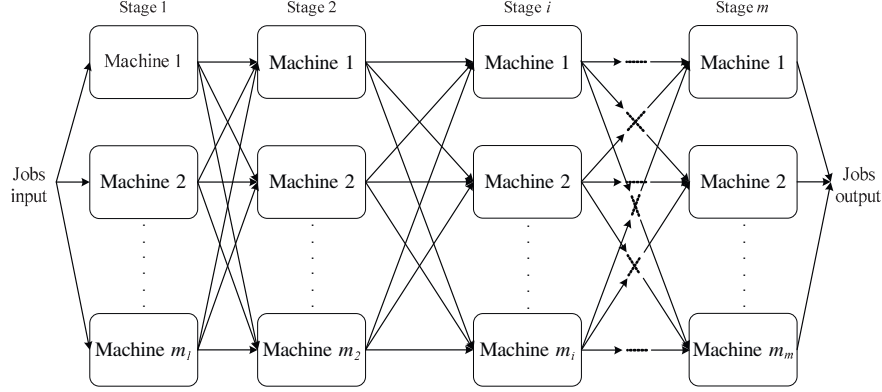 Stage 1
Stage 2
Stage i
Stage m
Machine 1
Machine 1
Machine 1
Machine 1
Jobs
input
Machine 2
Machine 2
Machine 2
Machine 2
Jobs
output
Machine m1
Machine m2
Machine mi
Machine mm